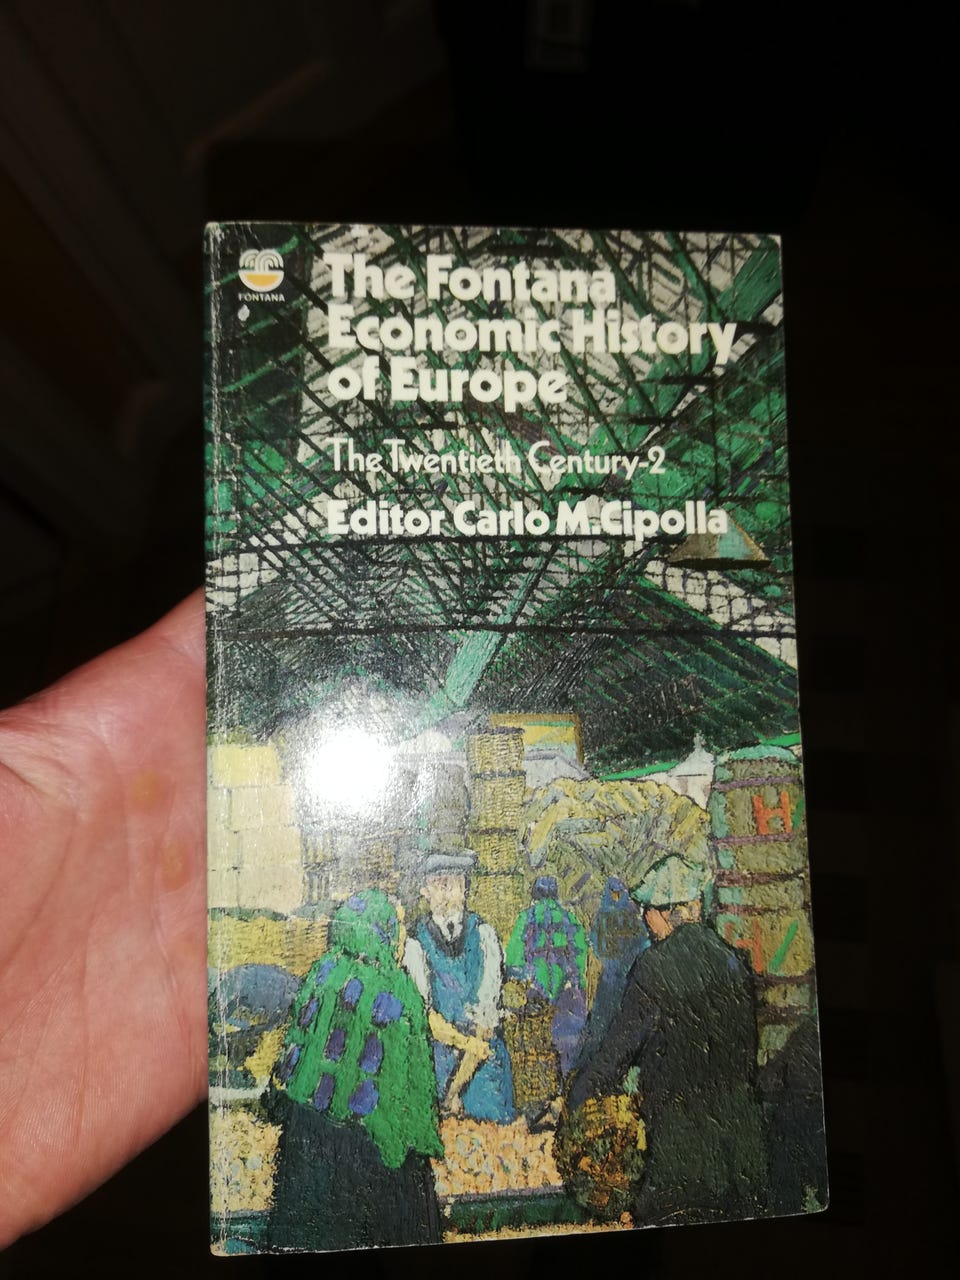 FONTANA
The Fontana
Economic History
of Europe
The Twentieth Century-2
Editor Carlo M. Cipolla
H
H